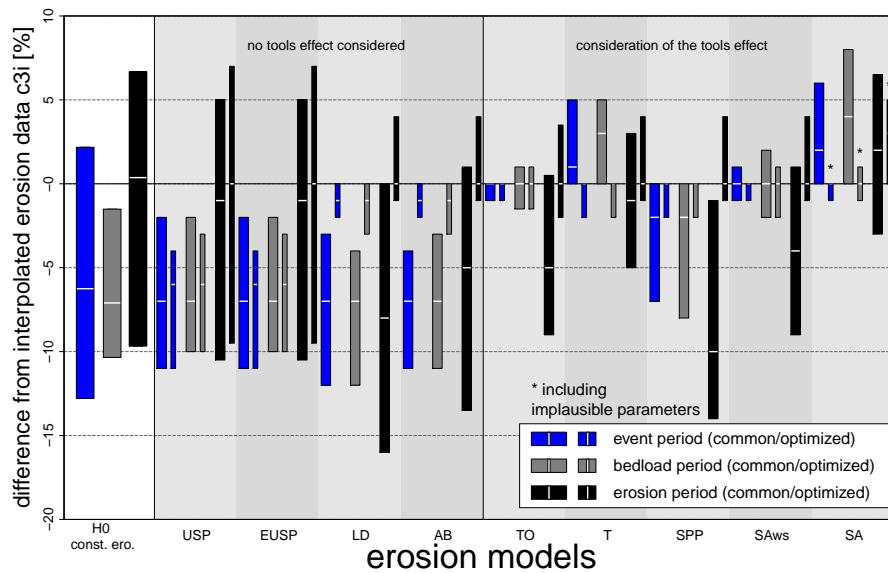 difference from interpolated erosion data c3i [%]
10
5
−0
−5
−10
−15
−20
no tools effect considered
consideration of the tools effect
*
*
*
* including
implausible parameters
event period (common/optimized)
bedload period (common/optimized)
erosion period (common/optimized)
H0
const. ero.
USP
EUSP
LD
AB
TO
T
SPP
SAws
SA
erosion models